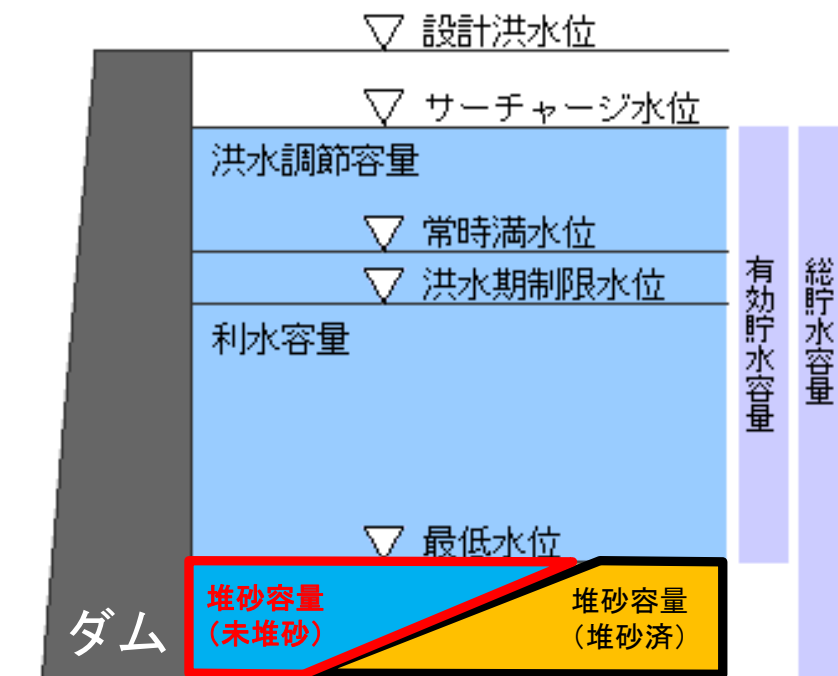 ▽ 設計洪水位
▽ サーチャージ水位
洪水調節容量
▽ 常時満水位
▽ 洪水期制限水位
利水容量
有効貯水容量
総貯水容量
▽ 最低水位
堆砂容量
（未堆砂）
堆砂容量
（堆砂済）
ダム